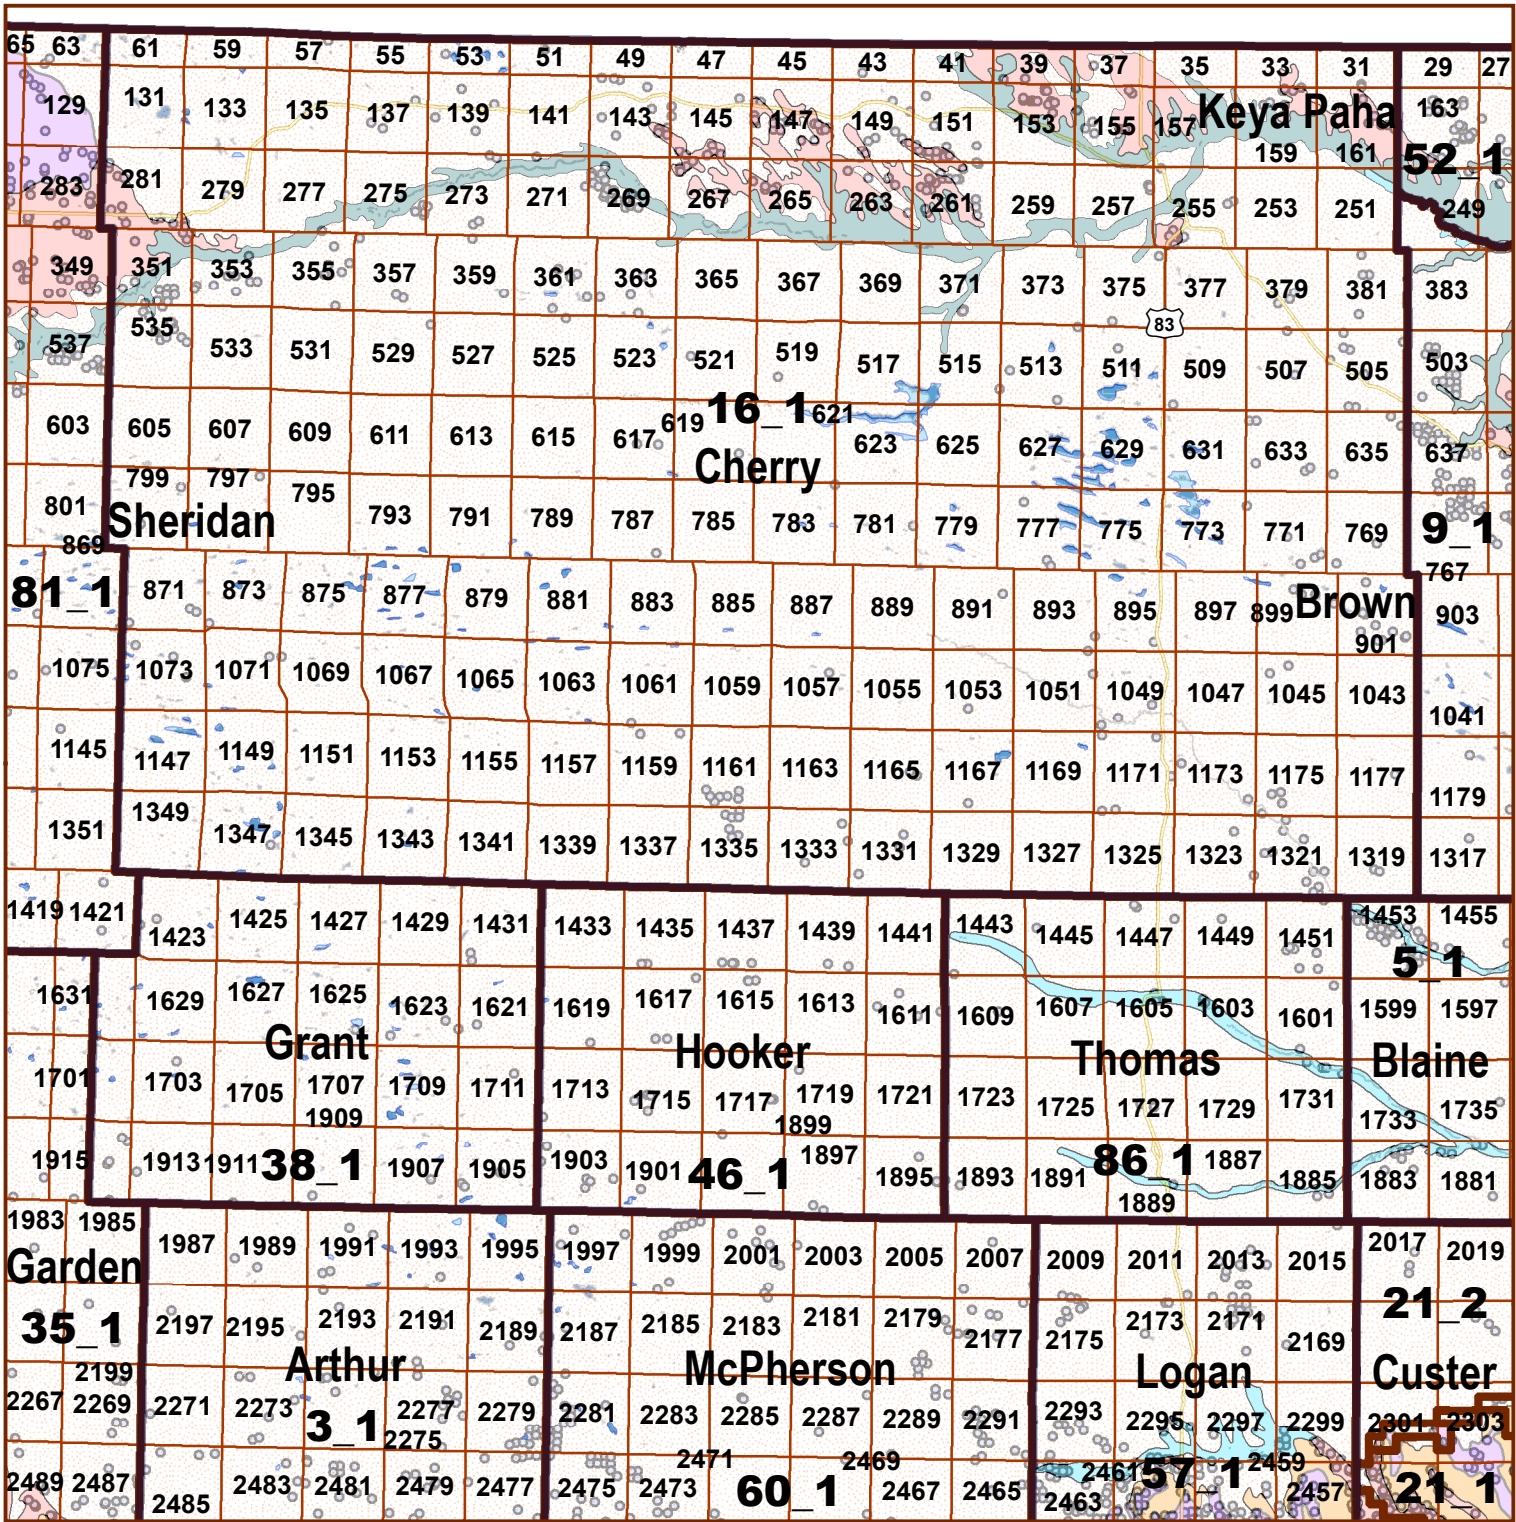 65 63 61 59 57 55 53 51 49 47 45 43 41 39 37 35 33 31 29 27
129 131 133 135 137 139 141 143 145 147 149 151 153 155 157 Keya Paha 163
159 161 52_1
283 281 279 277 275 273 271 269 267 265 263 261 259 257 255 253 251 249
349 351 353 355 357 359 361 363 365 367 369 371 373 375 377 379 381 383
83
537 535 533 531 529 527 525 523 521 519 517 515 513 511 509 507 505 503
603 605 607 609 611 613 615 617 619 16_1 621 623 625 627 629 631 633 635 637
Cherry
801 799 797 795 793 791 789 787 785 783 781 779 777 775 773 771 769 9_1
Sheridan
869 767
81_1 871 873 875 877 879 881 883 885 887 889 891 893 895 897 899 Brown 903
901
1075 1073 1071 1069 1067 1065 1063 1061 1059 1057 1055 1053 1051 1049 1047 1045 1043 1041
1145 1147 1149 1151 1153 1155 1157 1159 1161 1163 1165 1167 1169 1171 1173 1175 1177 1179
1351 1349 1347 1345 1343 1341 1339 1337 1335 1333 1331 1329 1327 1325 1323 1321 1319 1317
1419 1421 1423 1425 1427 1429 1431 1433 1435 1437 1439 1441 1443 1445 1447 1449 1451 1453 1455
5_1
1631 1629 1627 1625 1623 1621 1619 1617 1615 1613 1611 1609 1607 1605 1603 1601 1599 1597
Grant Hooker Thomas Blaine
1701 1703 1705 1707 1709 1711 1713 1715 1717 1719 1721 1723 1725 1727 1729 1731 1733 1735
1909 1899
1915 1913 1911 38_1 1907 1905 1903 1901 46_1 1897 1895 1893 1891 86_1 1887 1885 1883 1881
1889
1983 1985 1987 1989 1991 1993 1995 1997 1999 2001 2003 2005 2007 2009 2011 2013 2015 2017 2019
Garden
35_1 2197 2195 2193 2191 2189 2187 2185 2183 2181 2179 2177 2175 2173 2171 2169 21_2
2199 Arthur McPherson Logan Custer
2267 2269 2271 2273 3_1 2277 2279 2281 2283 2285 2287 2289 2291 2293 2295 2297 2299 2301 2303
2275
2471 2469 2461 2459
2489 2487 2485 2483 2481 2479 2477 2475 2473 60_1 2467 2465 2463 57_1 2457 21_1